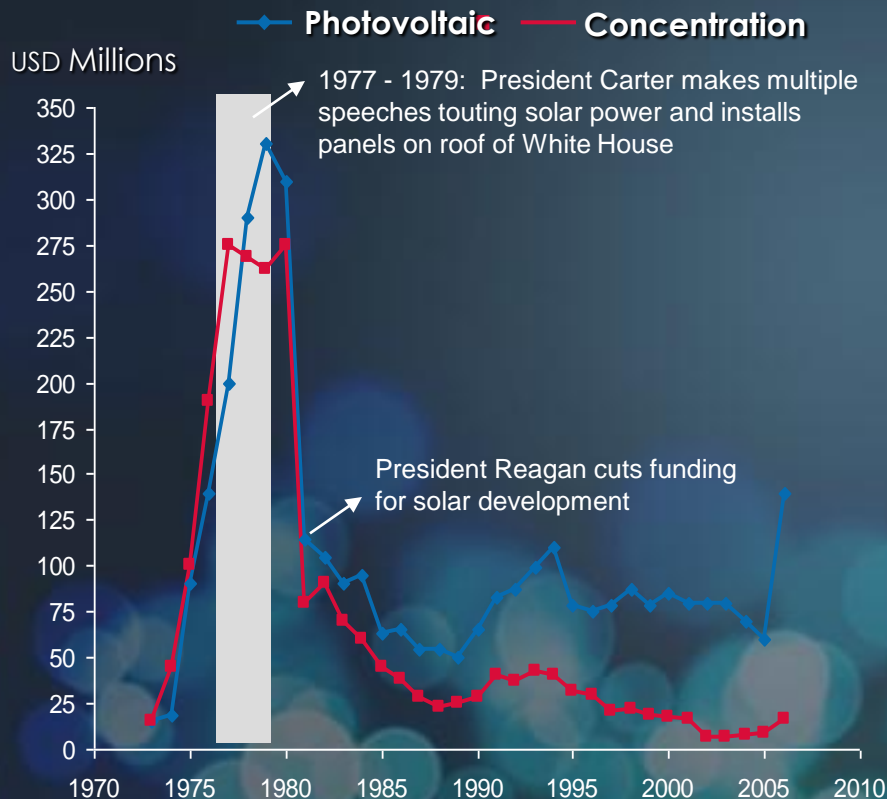 Photovoltaic Concentration
USD Millions
1977 - 1979: President Carter makes multiple
speeches touting solar power and installs
panels on roof of White House
350
325
300
275
250
225
200
175
150
125
100
75
50
25
0
President Reagan cuts funding
for solar development
1970 1975 1980 1985 1990 1995 2000 2005 2010